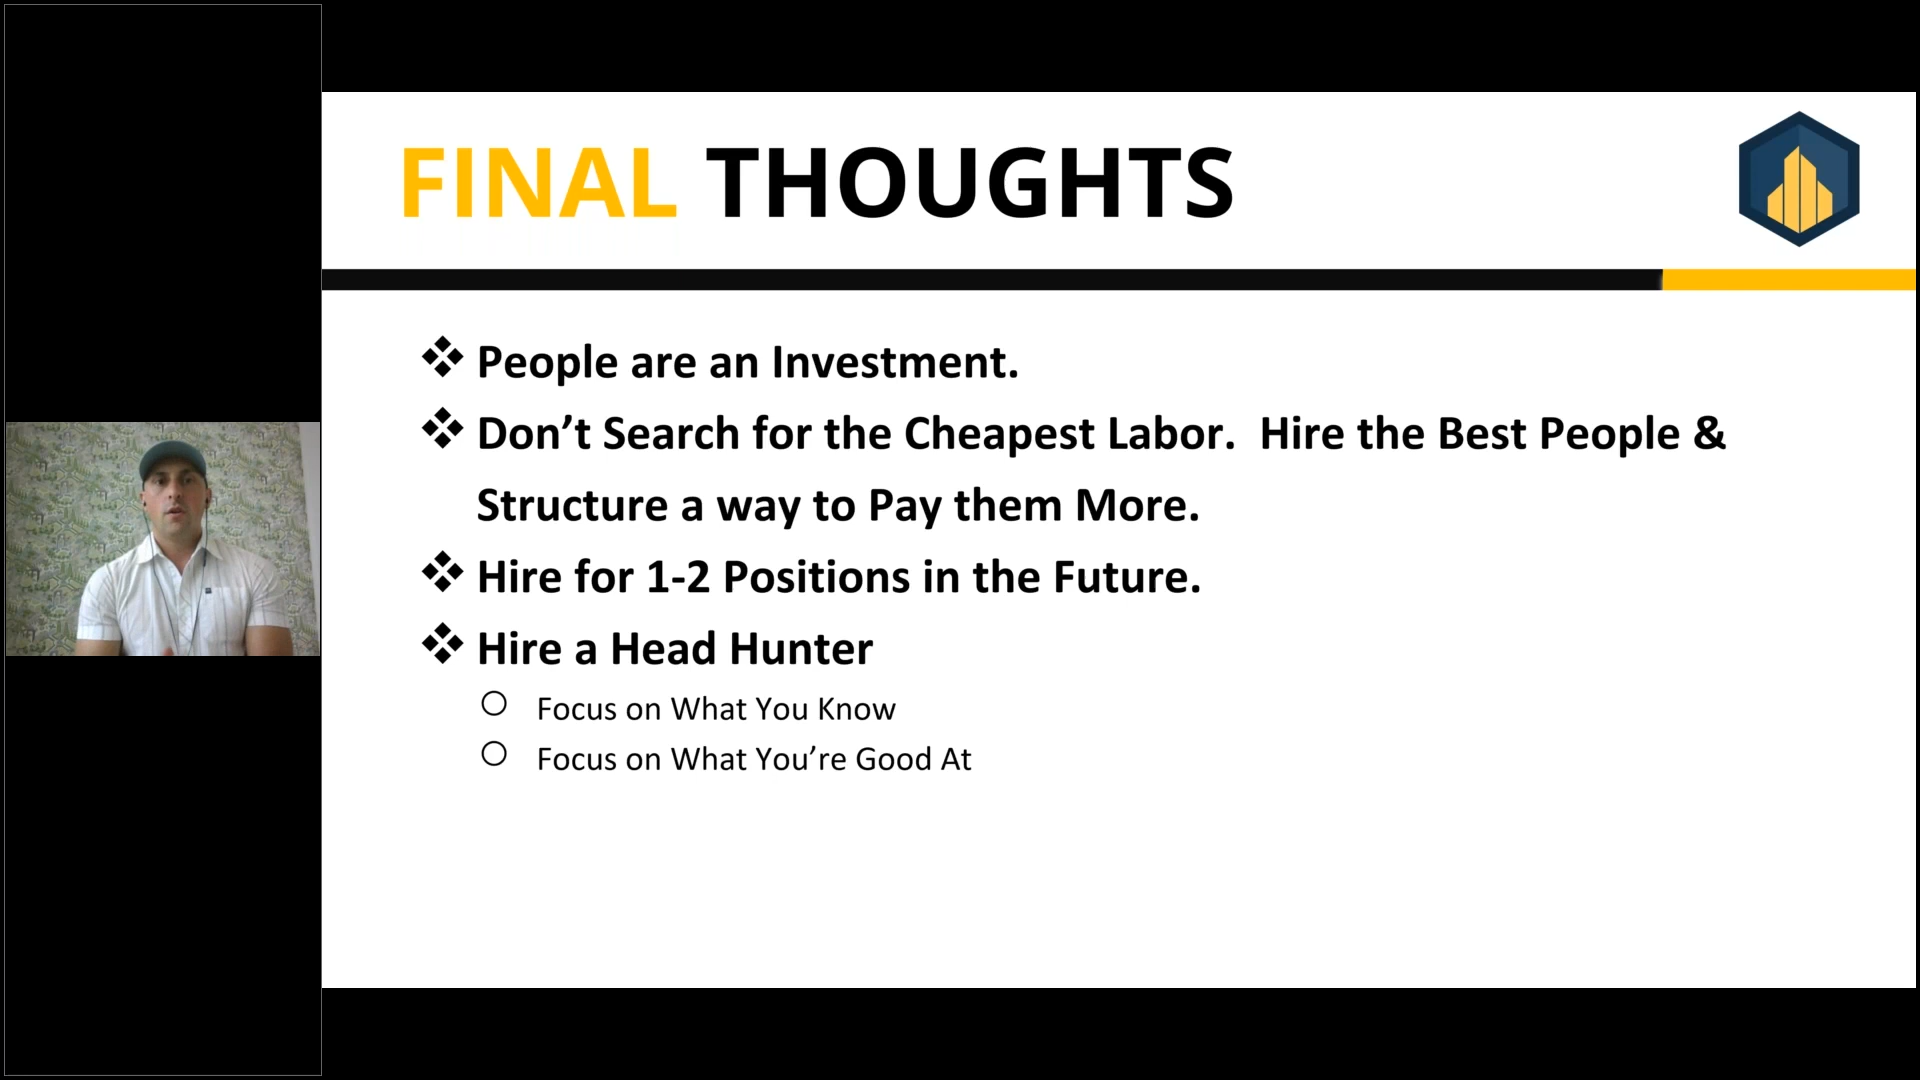 FINAL THOUGHTS
❖ People are an Investment.
❖ Don’t Search for the Cheapest Labor.  Hire the Best People &
Structure a way to Pay them More.
❖ Hire for 1-2 Positions in the Future.
❖ Hire a Head Hunter
○ Focus on What You Know
○ Focus on What You’re Good At